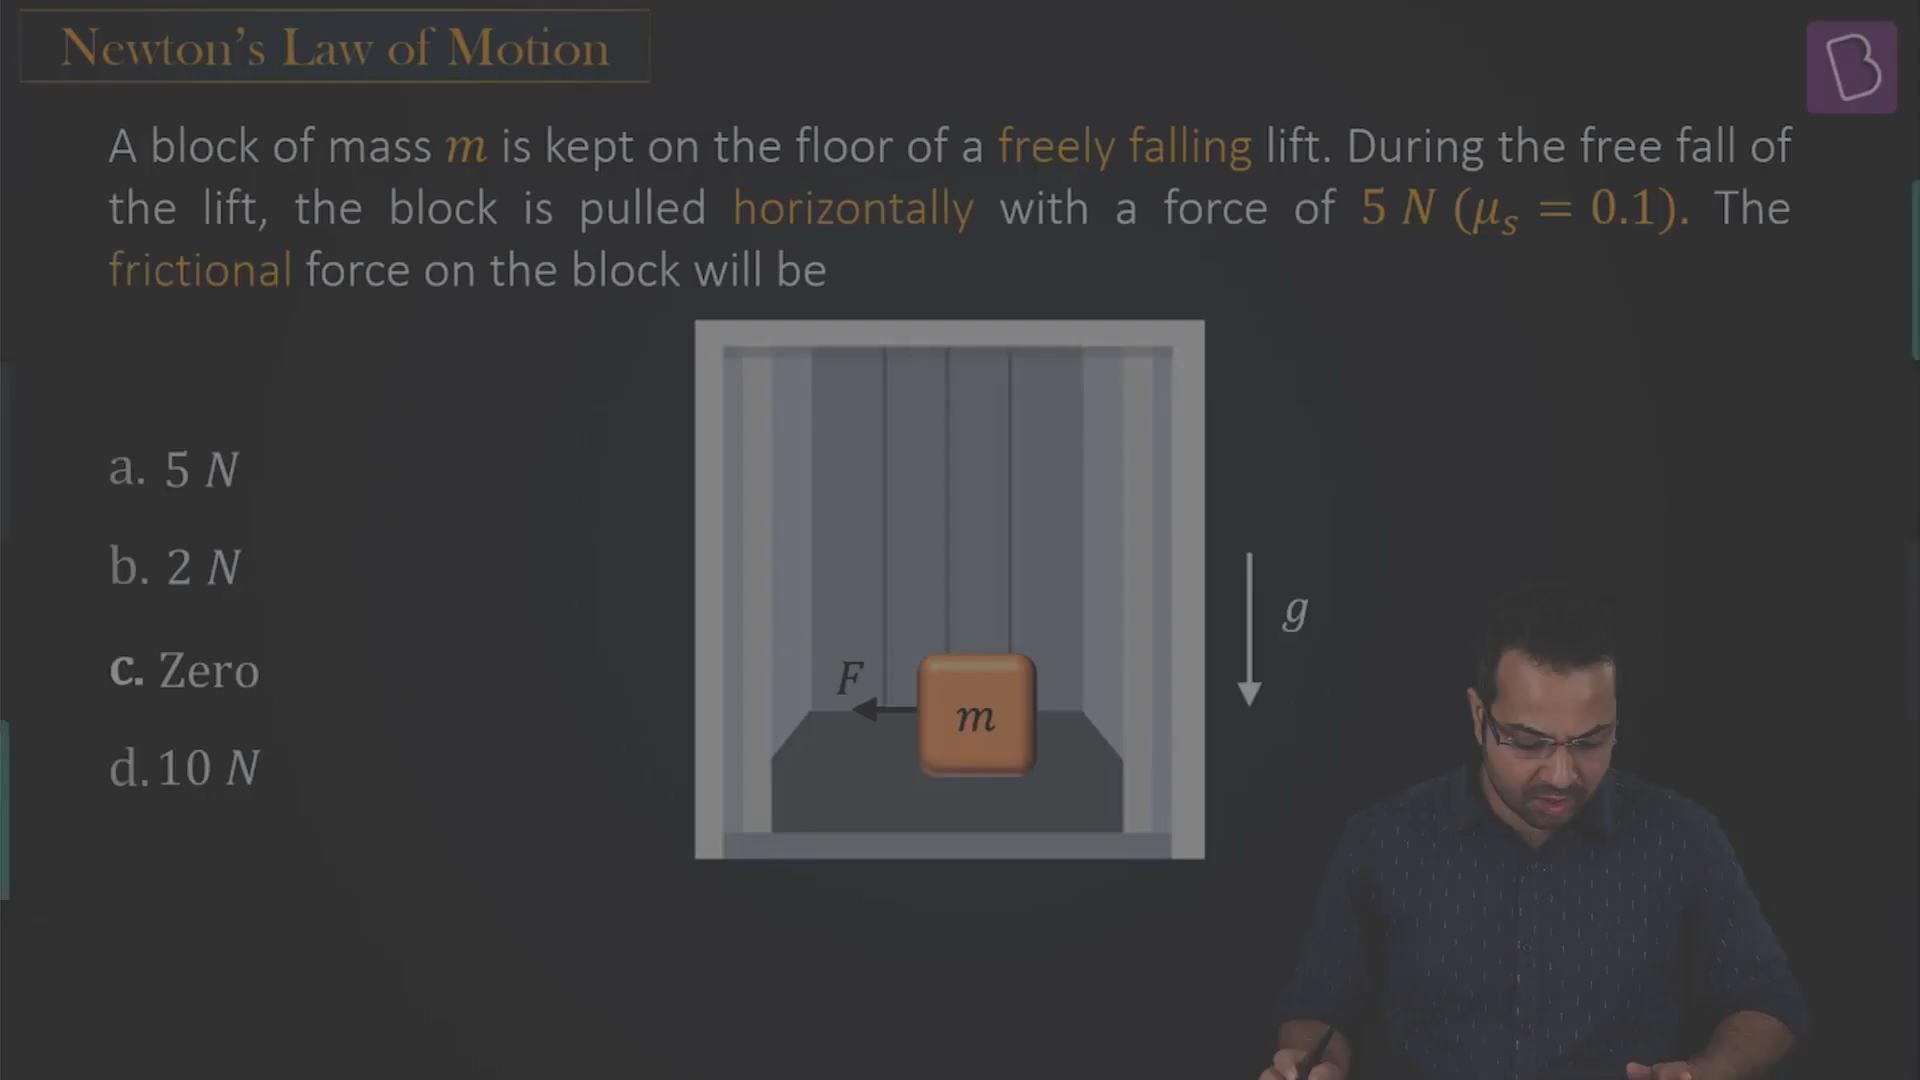 Newton's Law of Motion
A block of mass m is kept on the floor of a freely falling lift. During the free fall of
the lift, the block is pulled horizontally with a force of 5 N (μₛ = 0.1). The
frictional force on the block will be
a. 5 N
b. 2 N
c. Zero
d. 10 N
F
m
g
B